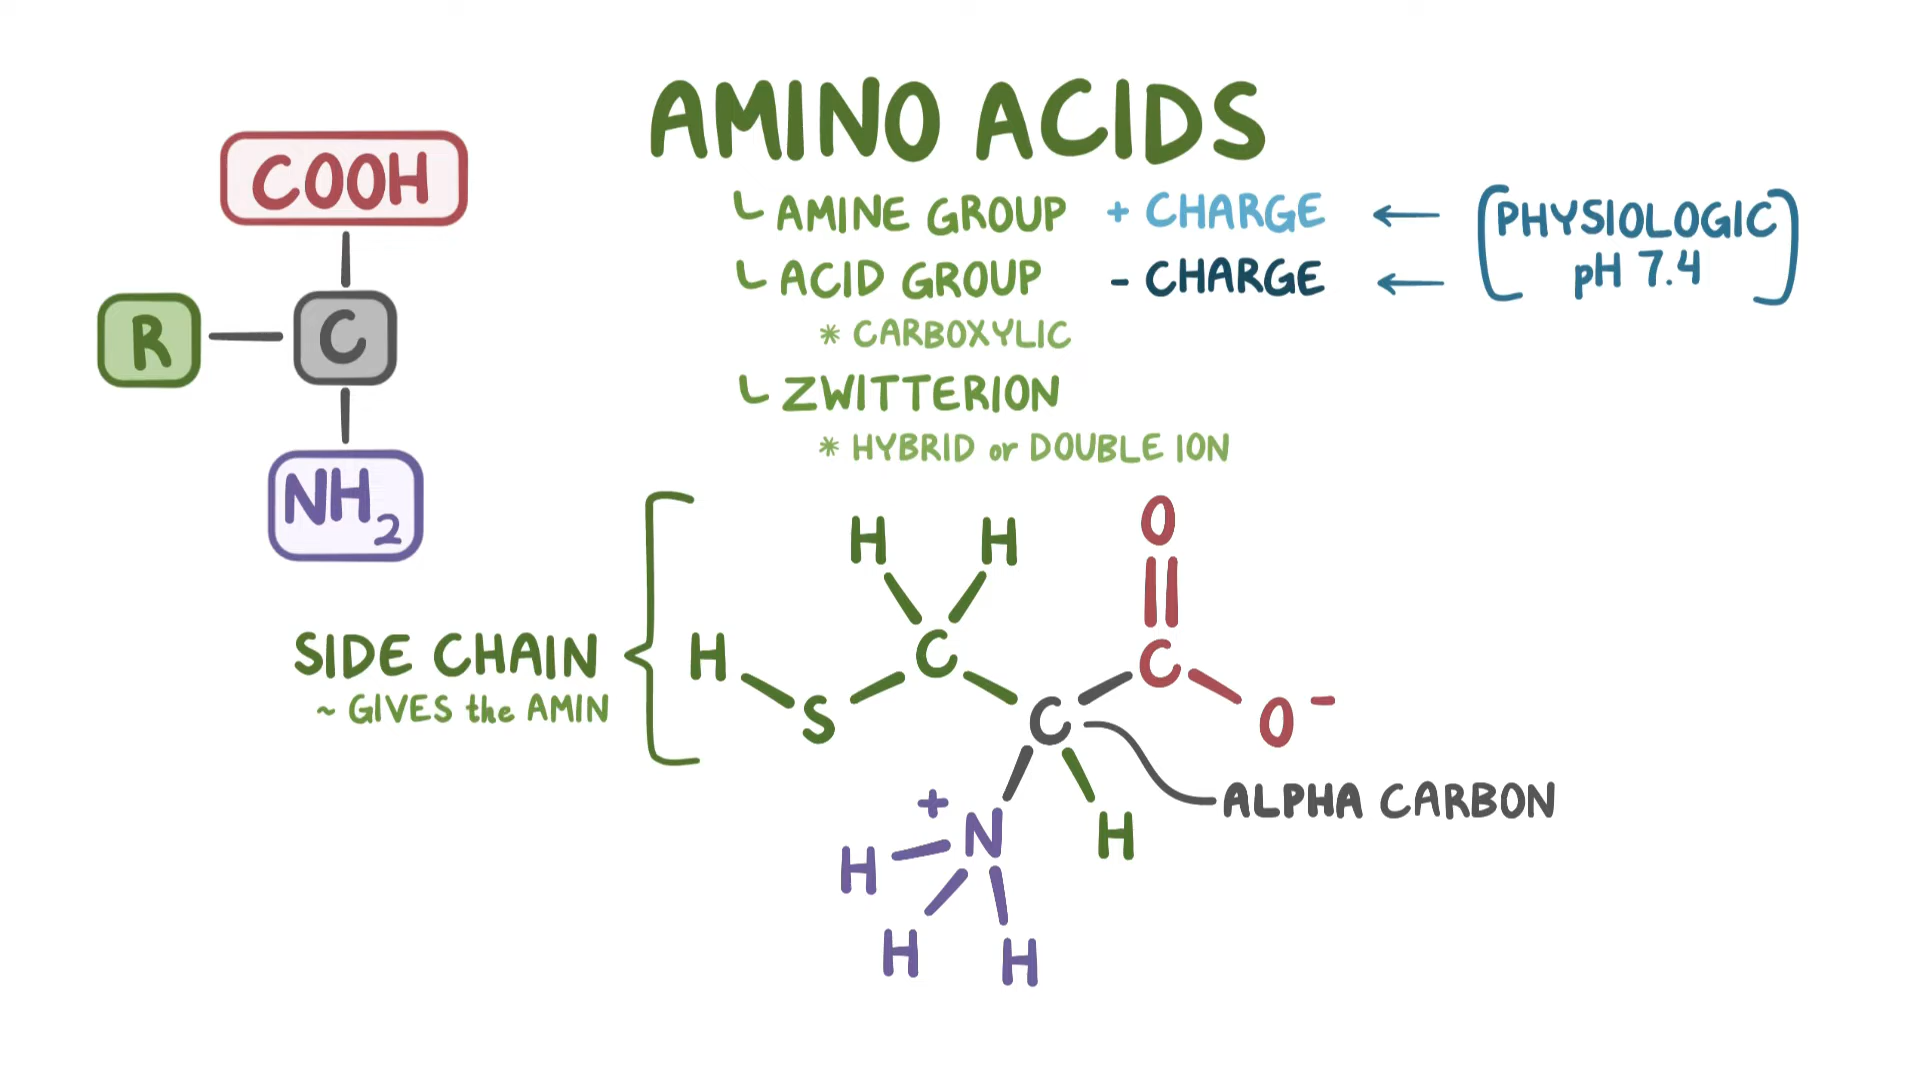 AMINO ACIDS
AMINE GROUP + CHARGE ← [PHYSIOLOGIC
pH 7.4]
ACID GROUP - CHARGE ←
* CARBOXYLIC
ZWITTERION
* HYBRID or DOUBLE ION
COOH
R C
NH2
SIDE CHAIN
~ GIVES the AMIN
H H O
H C C
S C O-
ALPHA CARBON
+
N H
H
H H